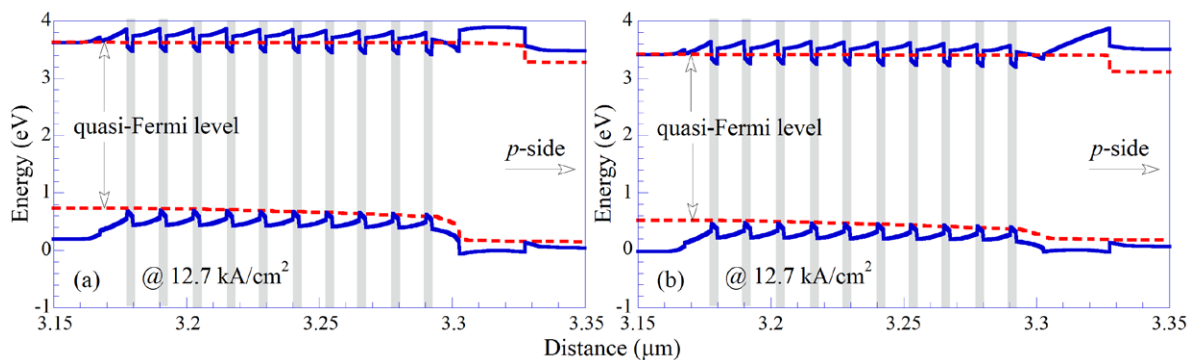 4
3
2
1
0
-1
Energy (eV)
quasi-Fermi level
p-side
(a)
@ 12.7 kA/cm2
3.15
3.2
3.25
3.3
3.35
4
3
2
1
0
-1
Energy (eV)
quasi-Fermi level
p-side
(b)
@ 12.7 kA/cm2
3.15
3.2
3.25
3.3
3.35
Distance (μm)